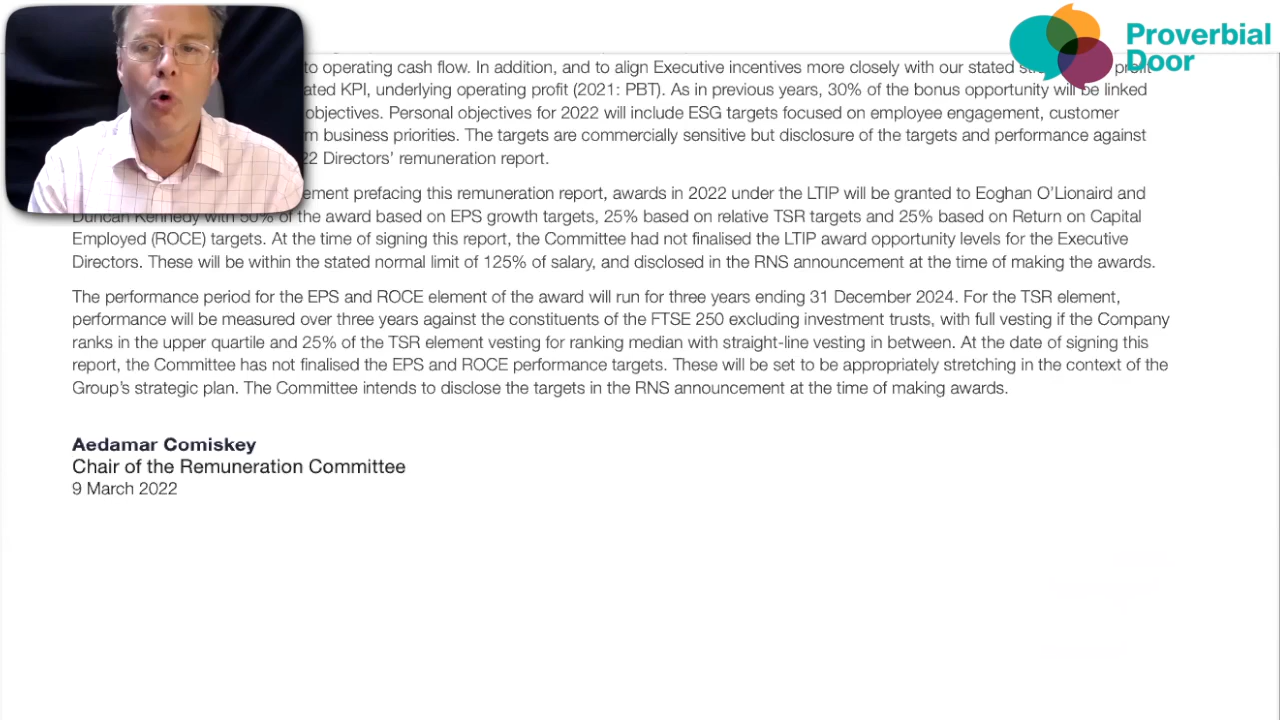 Proverbial
Door
to operating cash flow. In addition, and to align Executive incentives more closely with our stated
ated KPI, underlying operating profit (2021: PBT). As in previous years, 30% of the bonus opportunity will be linked
objectives. Personal objectives for 2022 will include ESG targets focused on employee engagement, customer
m business priorities. The targets are commercially sensitive but disclosure of the targets and performance against
22 Directors’ remuneration report.
ement prefacing this remuneration report, awards in 2022 under the LTIP will be granted to Eoghan O’Lionaird and
Duncan Kennedy with 50% of the award based on EPS growth targets, 25% based on relative TSR targets and 25% based on Return on Capital
Employed (ROCE) targets. At the time of signing this report, the Committee had not finalised the LTIP award opportunity levels for the Executive
Directors. These will be within the stated normal limit of 125% of salary, and disclosed in the RNS announcement at the time of making the awards.
The performance period for the EPS and ROCE element of the award will run for three years ending 31 December 2024. For the TSR element,
performance will be measured over three years against the constituents of the FTSE 250 excluding investment trusts, with full vesting if the Company
ranks in the upper quartile and 25% of the TSR element vesting for ranking median with straight-line vesting in between. At the date of signing this
report, the Committee has not finalised the EPS and ROCE performance targets. These will be set to be appropriately stretching in the context of the
Group’s strategic plan. The Committee intends to disclose the targets in the RNS announcement at the time of making awards.
Aedamar Comiskey
Chair of the Remuneration Committee
9 March 2022